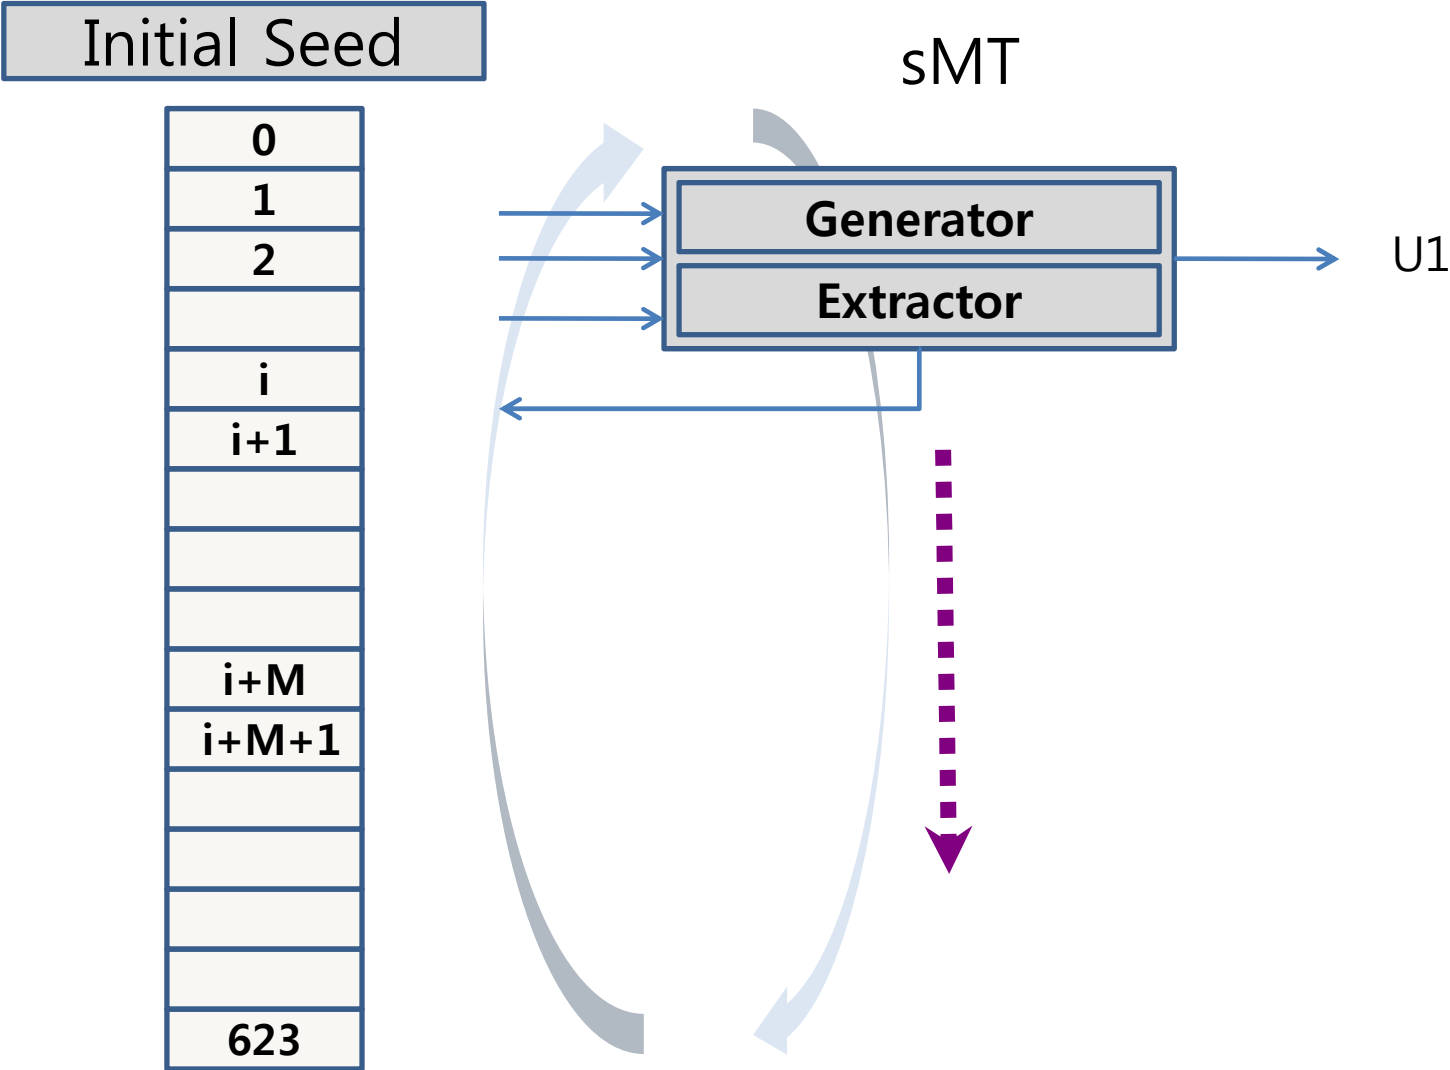 Initial Seed
sMT
0
1
2
i
i+1
i+M
i+M+1
623
Generator
Extractor
U1